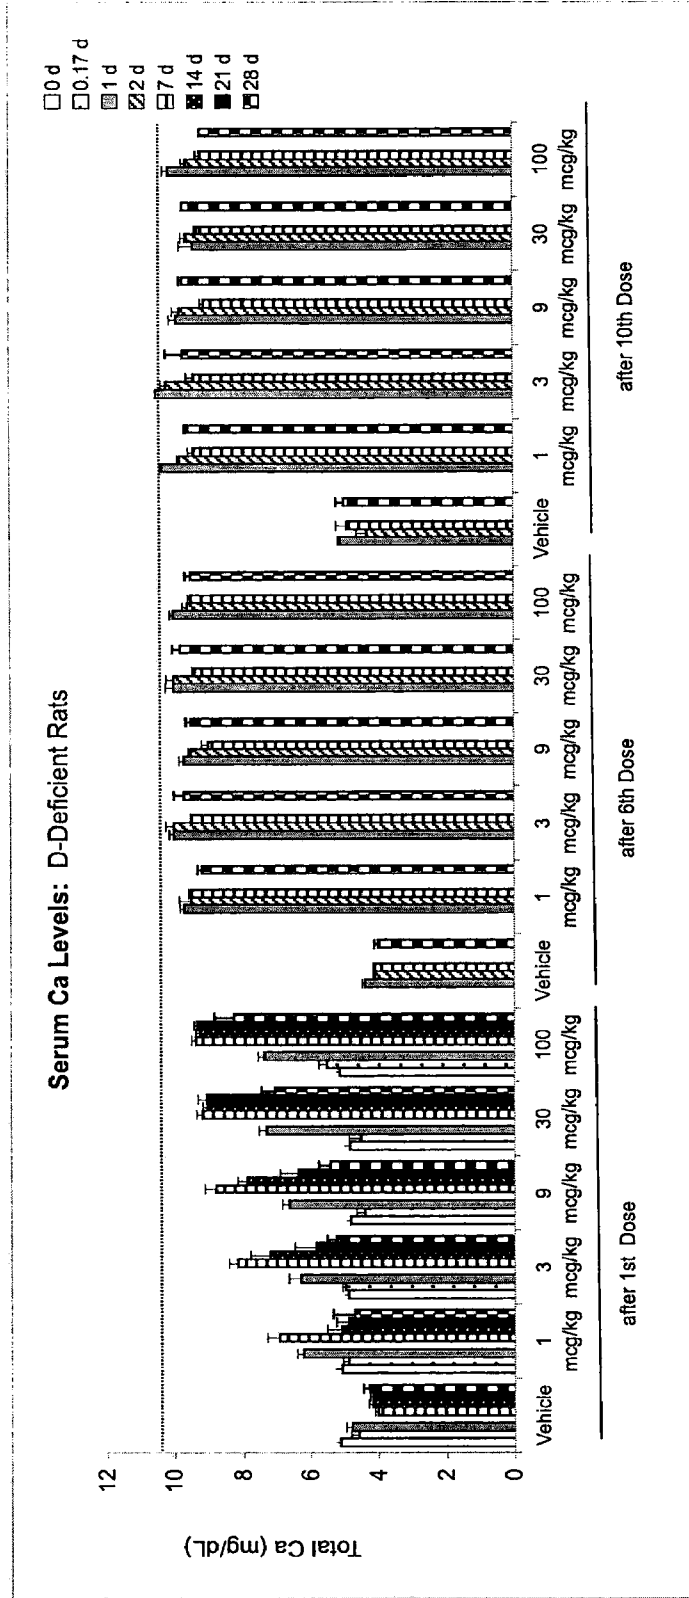 Serum Ca Levels: D-Deficient Rats
Total Ca (mg/dL)
12
10
8
6
4
2
0
Vehicle
1 mcg/kg
3 mcg/kg
9 mcg/kg
30 mcg/kg
100 mcg/kg
after 1st Dose
Vehicle
1 mcg/kg
3 mcg/kg
9 mcg/kg
30 mcg/kg
100 mcg/kg
after 6th Dose
Vehicle
1 mcg/kg
3 mcg/kg
9 mcg/kg
30 mcg/kg
100 mcg/kg
after 10th Dose
0 d
0.17 d
1 d
2 d
7 d
14 d
21 d
28 d